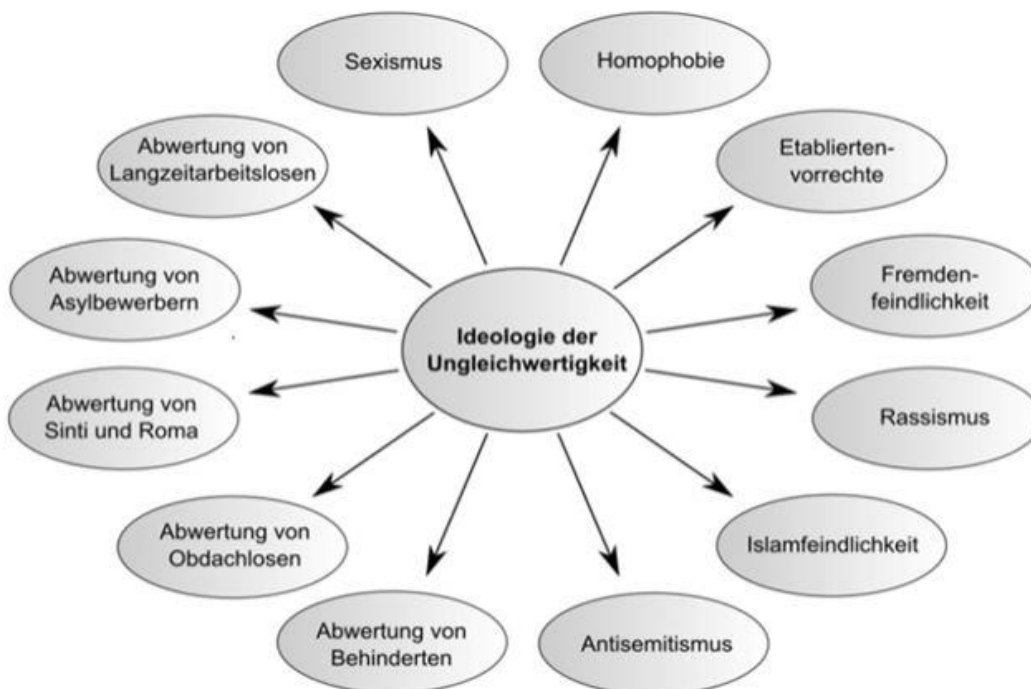 Sexismus
Homophobie
Abwertung von
Langzeitarbeitslosen
Etablierten-
vorrechte
Abwertung von
Asylbewerbern
Fremden-
feindlichkeit
Ideologie der
Ungleichwertigkeit
Abwertung von
Sinti und Roma
Rassismus
Abwertung von
Obdachlosen
Islamfeindlichkeit
Abwertung von
Behinderten
Antisemitismus